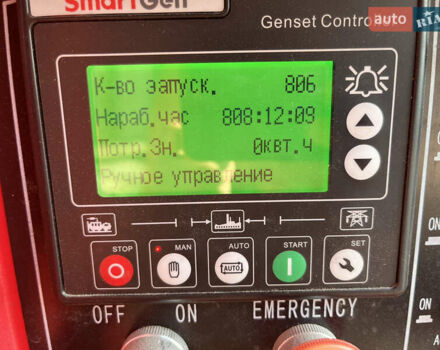 SmartGen
Genset Control
auto RIA
К-во запуск. 806
Нараб.час 808:12:09
Потр.Эн. 0квт.ч
Ручное управление
STOP MAN AUTO START SET
AUTO
OFF ON EMERGENCY
ON